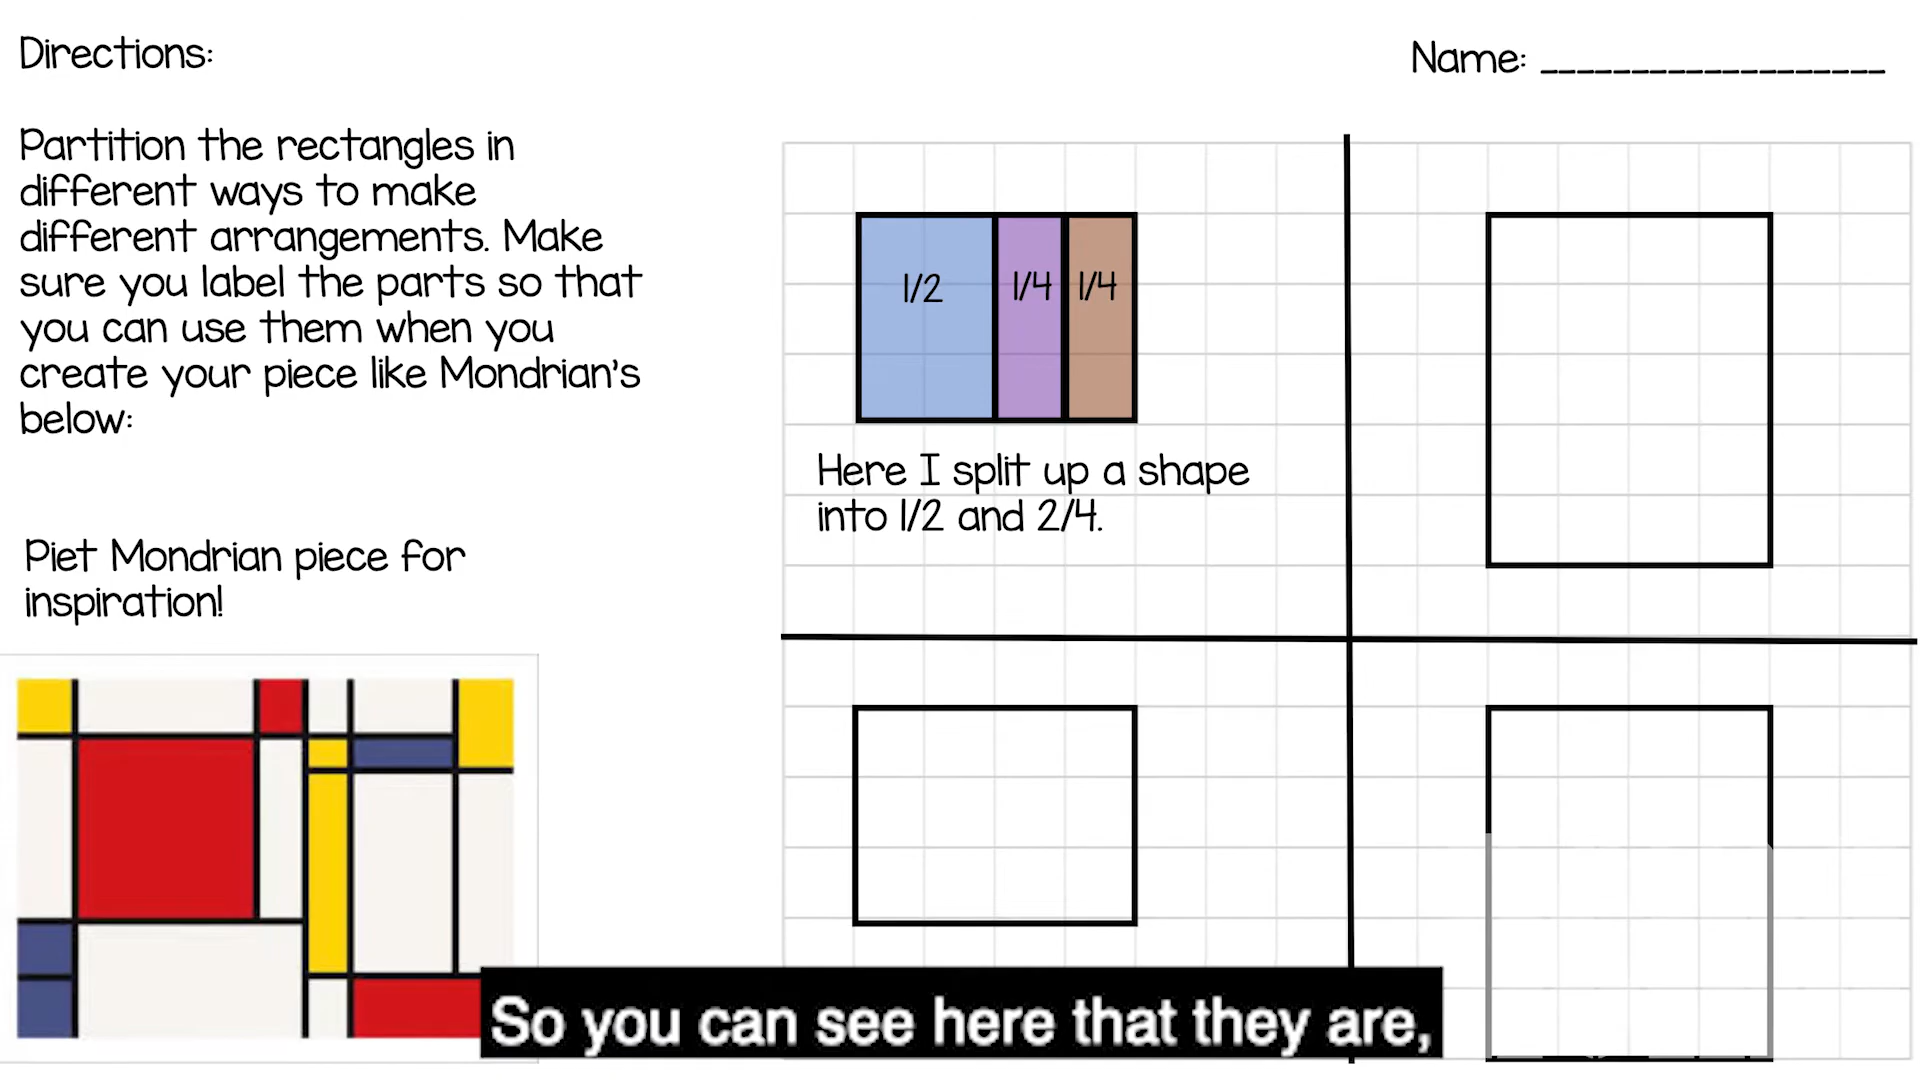 Directions:
Name: ___________________
Partition the rectangles in
different ways to make
different arrangements. Make
sure you label the parts so that
you can use them when you
create your piece like Mondrian's
below:
Piet Mondrian piece for
inspiration!
1/2
1/4
1/4
Here I split up a shape
into 1/2 and 2/4.
So you can see here that they are,